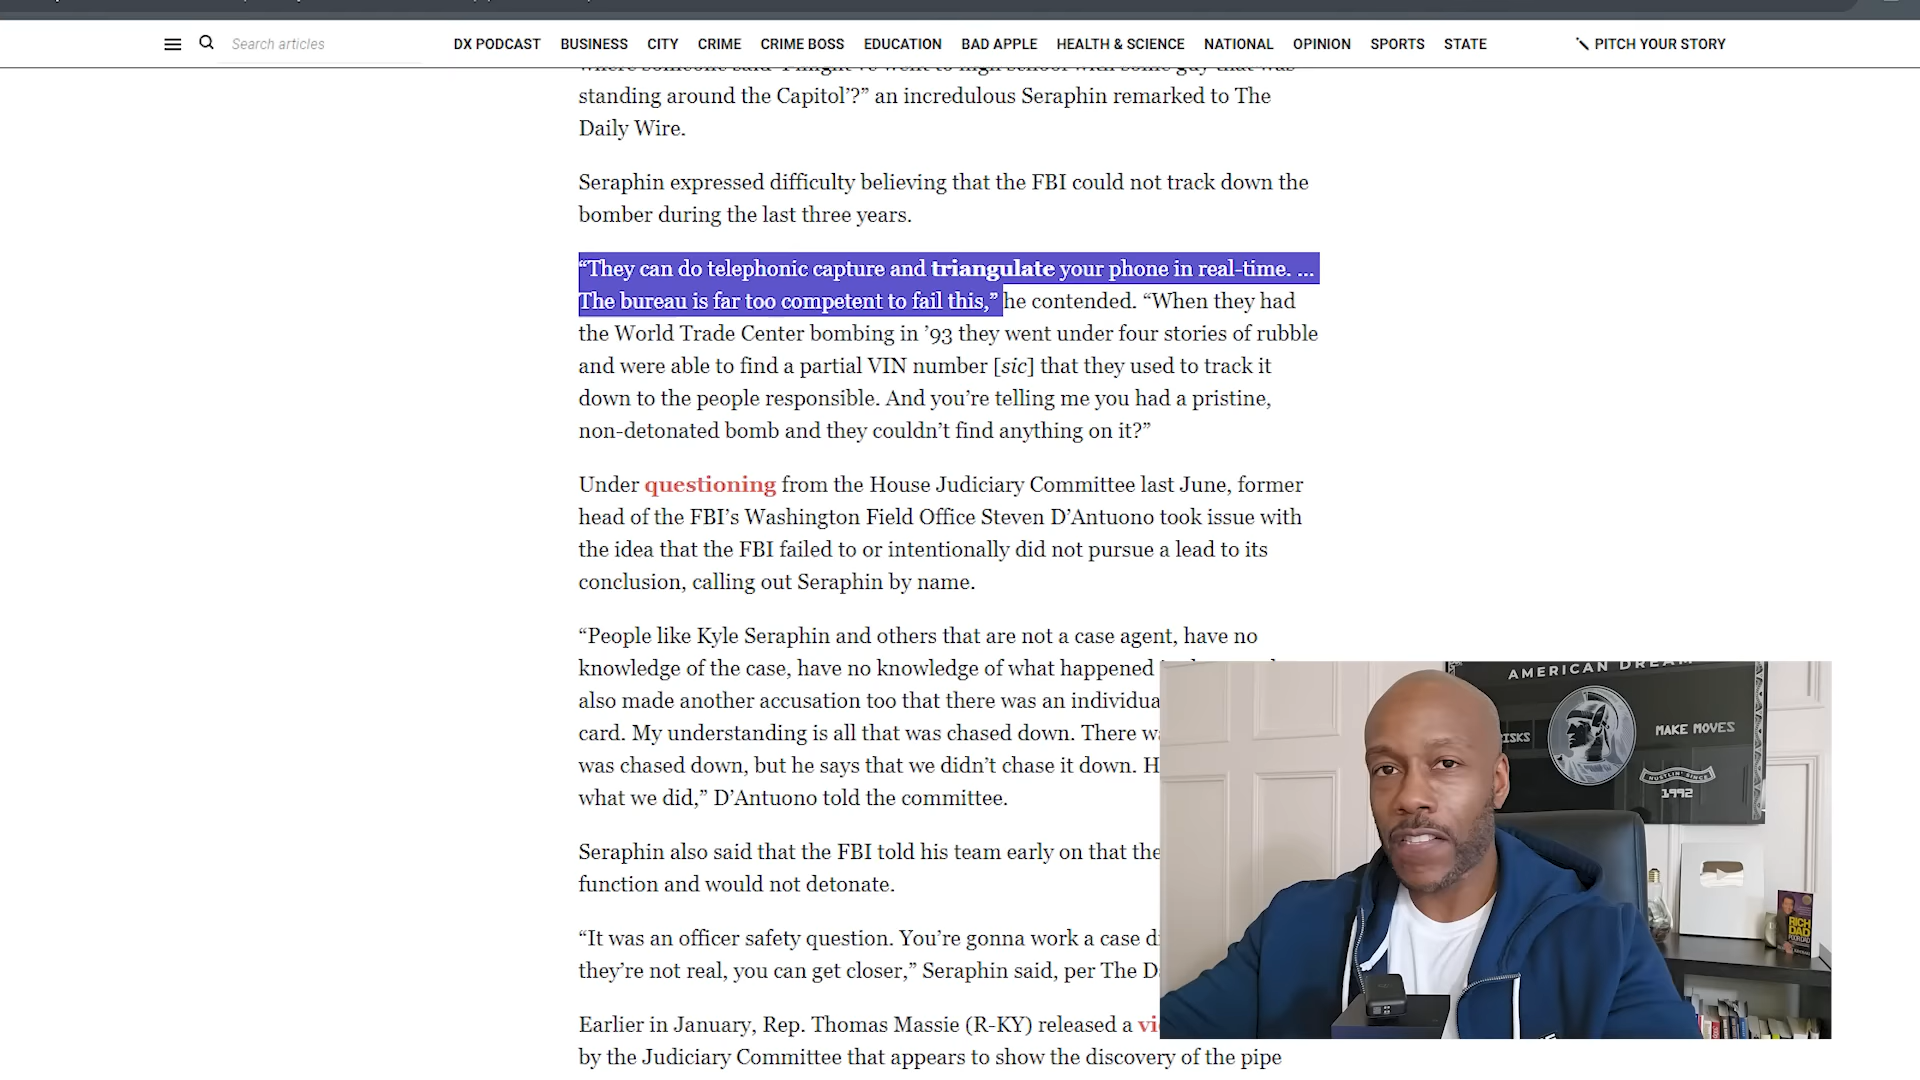 Search articles
DX PODCAST BUSINESS CITY CRIME CRIME BOSS EDUCATION BAD APPLE HEALTH & SCIENCE NATIONAL OPINION SPORTS STATE
PITCH YOUR STORY
standing around the Capitol’?” an incredulous Seraphin remarked to The
Daily Wire.
Seraphin expressed difficulty believing that the FBI could not track down the
bomber during the last three years.
“They can do telephonic capture and triangulate your phone in real-time. ...
The bureau is far too competent to fail this,” he contended. “When they had
the World Trade Center bombing in ’93 they went under four stories of rubble
and were able to find a partial VIN number [sic] that they used to track it
down to the people responsible. And you’re telling me you had a pristine,
non-detonated bomb and they couldn’t find anything on it?”
Under questioning from the House Judiciary Committee last June, former
head of the FBI’s Washington Field Office Steven D’Antuono took issue with
the idea that the FBI failed to or intentionally did not pursue a lead to its
conclusion, calling out Seraphin by name.
“People like Kyle Seraphin and others that are not a case agent, have no
knowledge of the case, have no knowledge of what happened
also made another accusation too that there was an
card. My understanding is all that was chased down. There
was chased down, but he says that we didn’t chase it down.
what we did,” D’Antuono told the committee.
Seraphin also said that the FBI told his team early on that the
function and would not detonate.
“It was an officer safety question. You’re gonna work a case
they’re not real, you can get closer,” Seraphin said, per The
Earlier in January, Rep. Thomas Massie (R-KY) released a
by the Judiciary Committee that appears to show the discovery of the pipe
AMERICAN DREAM
MAKE MOVES
HUSTLIN' SINCE
1992
RICH
DAD
POOR DAD